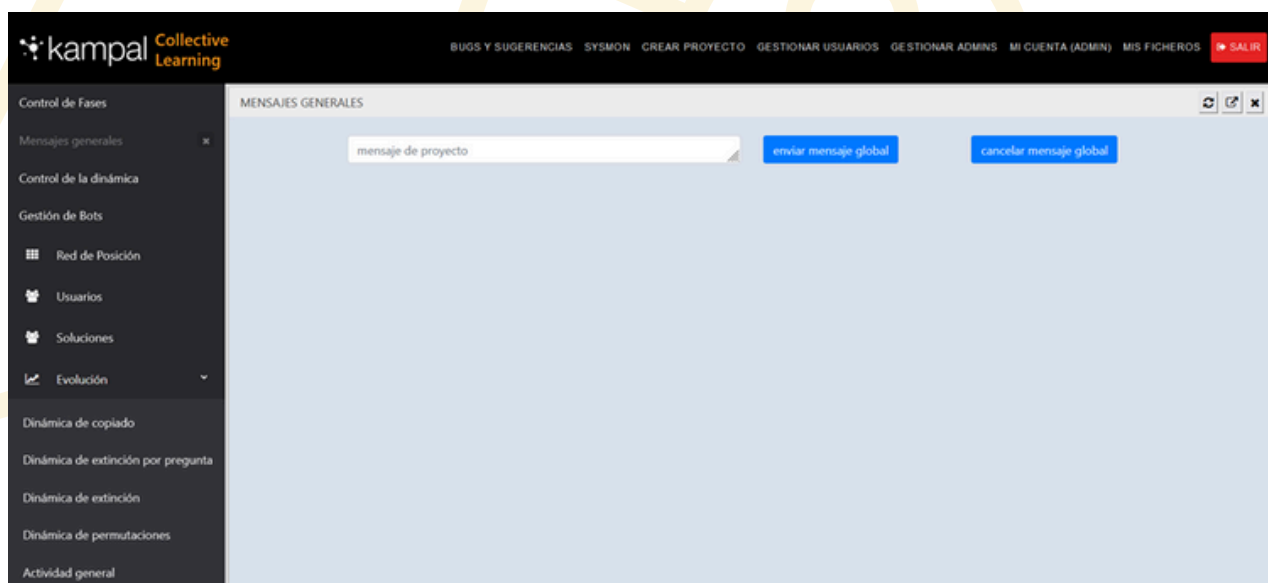 kampal Collective Learning
BUGS Y SUGERENCIAS SYSMON CREAR PROYECTO GESTIONAR USUARIOS GESTIONAR ADMINS MI CUENTA (ADMIN) MIS FICHEROS SALIR
Control de Fases
MENSAJES GENERALES
Mensajes generales
mensaje de proyecto
enviar mensaje global
cancelar mensaje global
Control de la dinámica
Gestión de Bots
Red de Posición
Usuarios
Soluciones
Evolución
Dinámica de copiado
Dinámica de extinción por pregunta
Dinámica de extinción
Dinámica de permutaciones
Actividad general